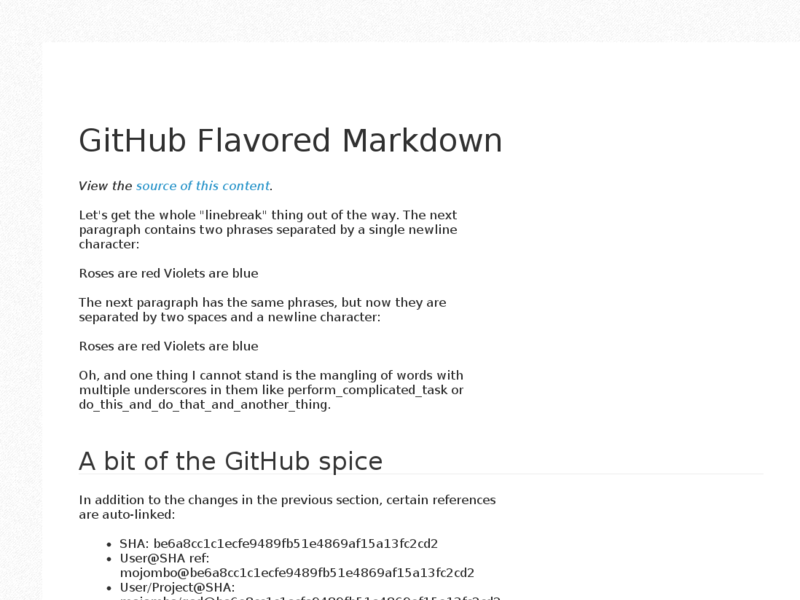 GitHub Flavored Markdown
View the source of this content.
Let's get the whole "linebreak" thing out of the way. The next
paragraph contains two phrases separated by a single newline
character:
Roses are red Violets are blue
The next paragraph has the same phrases, but now they are
separated by two spaces and a newline character:
Roses are red Violets are blue
Oh, and one thing I cannot stand is the mangling of words with
multiple underscores in them like perform_complicated_task or
do_this_and_do_that_and_another_thing.
A bit of the GitHub spice
In addition to the changes in the previous section, certain references
are auto-linked:
SHA: be6a8cc1c1ecfe9489fb51e4869af15a13fc2cd2
User@SHA ref:
mojombo@be6a8cc1c1ecfe9489fb51e4869af15a13fc2cd2
User/Project@SHA:
mojombo/god@be6a8cc1c1ecfe9489fb51e4869af15a13fc2cd2